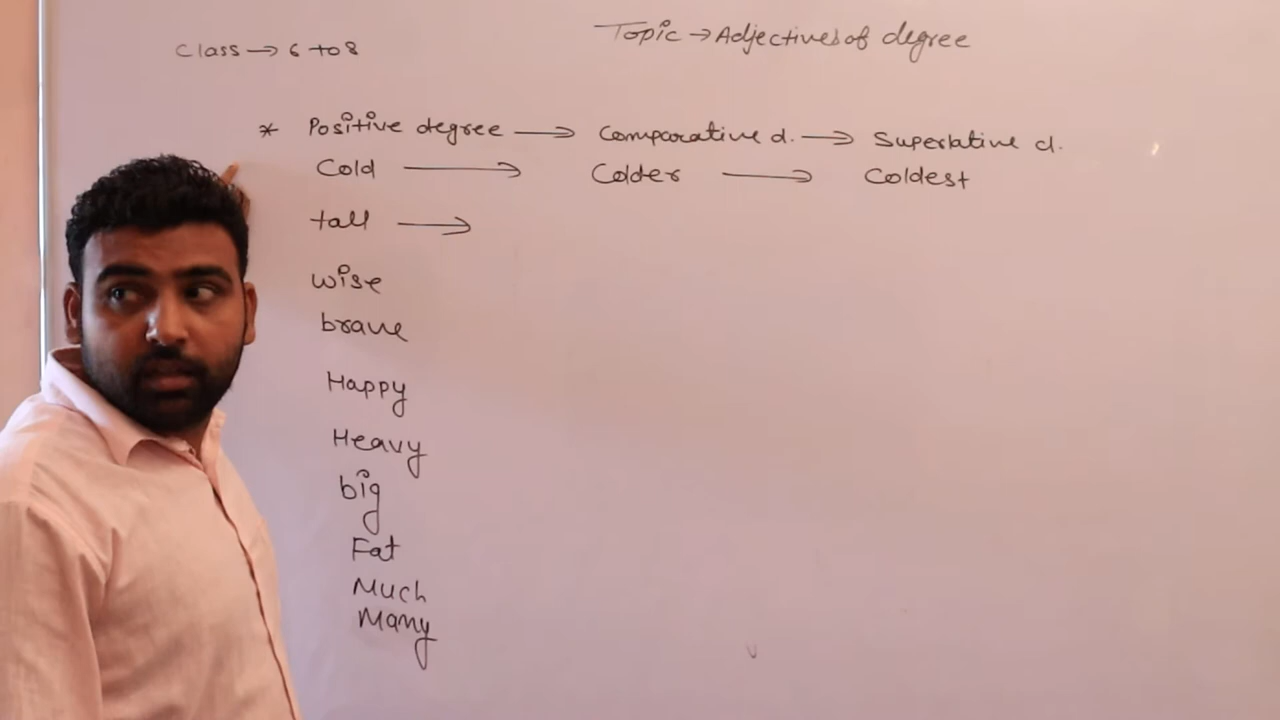 Class → 6 to 8
Topic → Adjectives of degree
* Positive degree → Comparative d. → Superlative d.
Cold → Colder → Coldest
tall →
wise
brave
Happy
Heavy
big
Fat
Much
Many